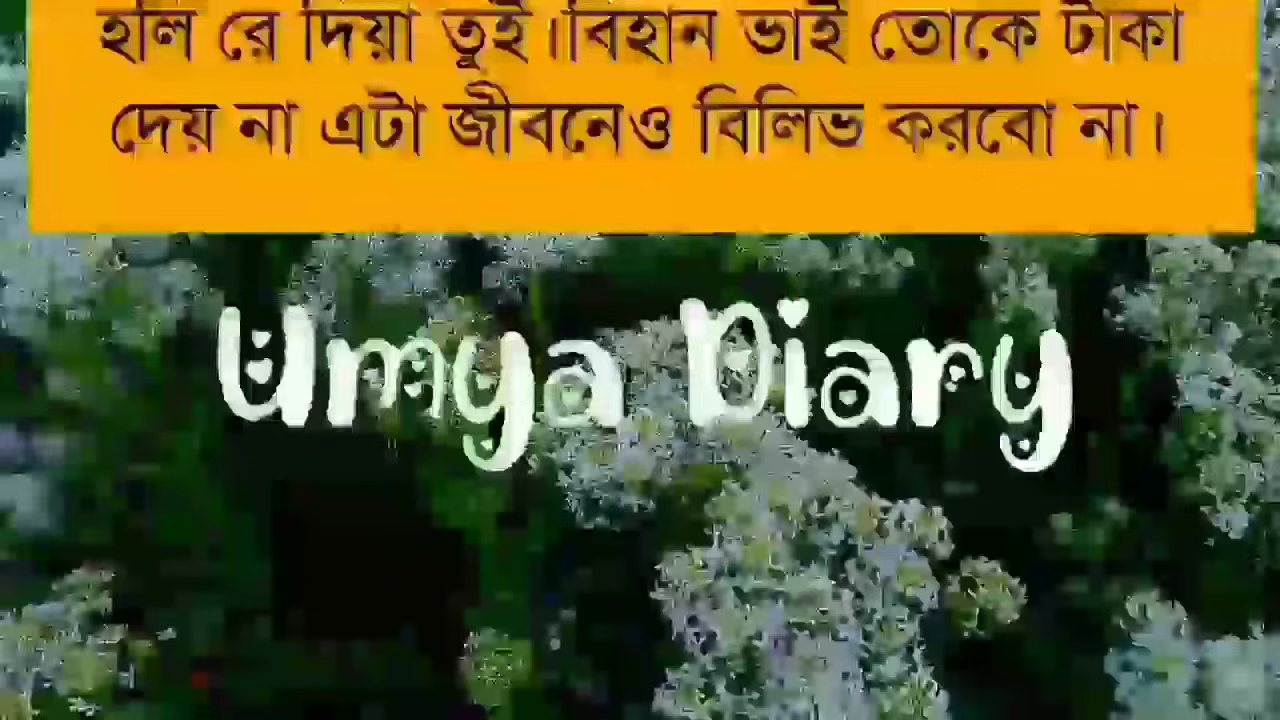 হলি রে দিয়া তুই।বিহান ভাই তোকে টাকা
দেয় না এটা জীবনেও বিলিভ করবো না।
Umya Diary